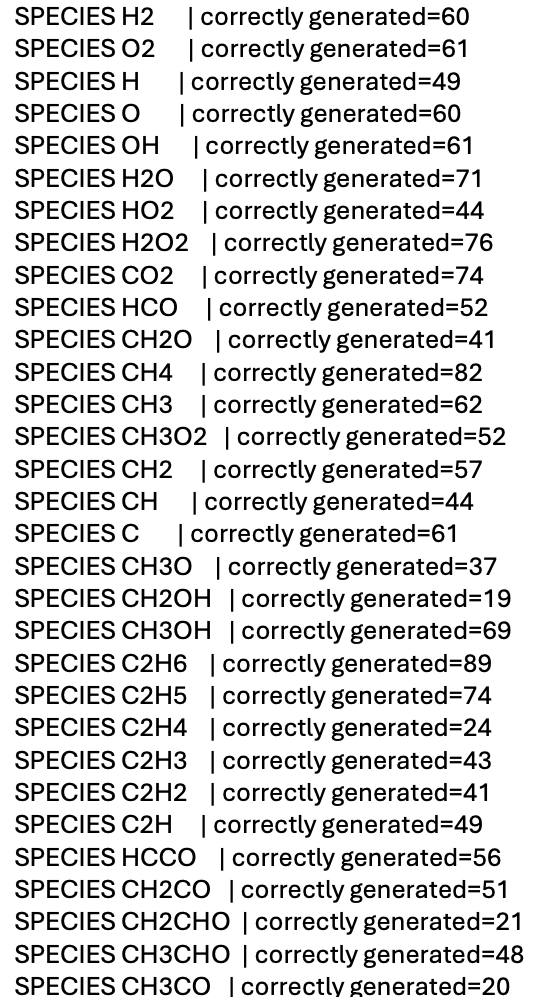 SPECIES H2 | correctly generated=60
SPECIES O2 | correctly generated=61
SPECIES H | correctly generated=49
SPECIES O | correctly generated=60
SPECIES OH | correctly generated=61
SPECIES H2O | correctly generated=71
SPECIES HO2 | correctly generated=44
SPECIES H2O2 | correctly generated=76
SPECIES CO2 | correctly generated=74
SPECIES HCO | correctly generated=52
SPECIES CH2O | correctly generated=41
SPECIES CH4 | correctly generated=82
SPECIES CH3 | correctly generated=62
SPECIES CH3O2 | correctly generated=52
SPECIES CH2 | correctly generated=57
SPECIES CH | correctly generated=44
SPECIES C | correctly generated=61
SPECIES CH3O | correctly generated=37
SPECIES CH2OH | correctly generated=19
SPECIES CH3OH | correctly generated=69
SPECIES C2H6 | correctly generated=89
SPECIES C2H5 | correctly generated=74
SPECIES C2H4 | correctly generated=24
SPECIES C2H3 | correctly generated=43
SPECIES C2H2 | correctly generated=41
SPECIES C2H | correctly generated=49
SPECIES HCCO | correctly generated=56
SPECIES CH2CO | correctly generated=51
SPECIES CH2CHO | correctly generated=21
SPECIES CH3CHO | correctly generated=48
SPECIES CH3CO | correctly generated=20